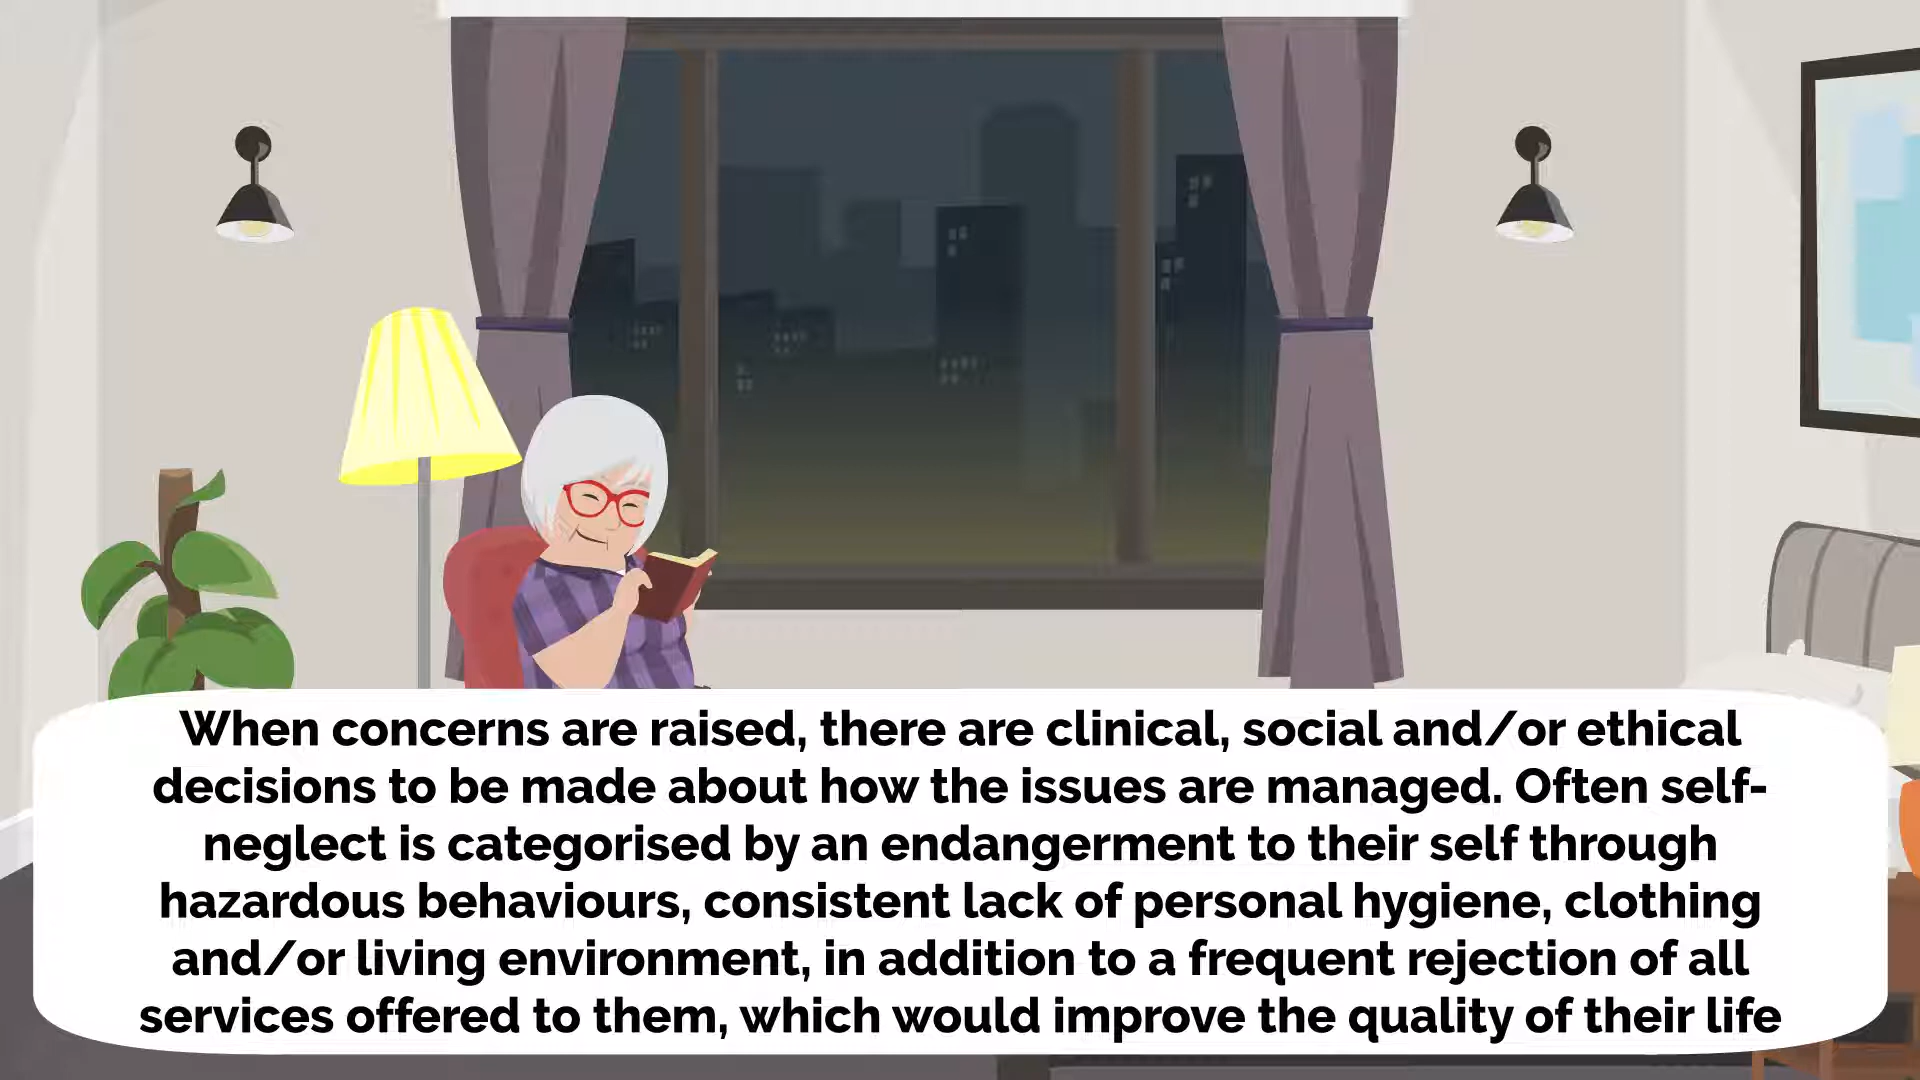 When concerns are raised, there are clinical, social and/or ethical
decisions to be made about how the issues are managed. Often self-
neglect is categorised by an endangerment to their self through
hazardous behaviours, consistent lack of personal hygiene, clothing
and/or living environment, in addition to a frequent rejection of all
services offered to them, which would improve the quality of their life